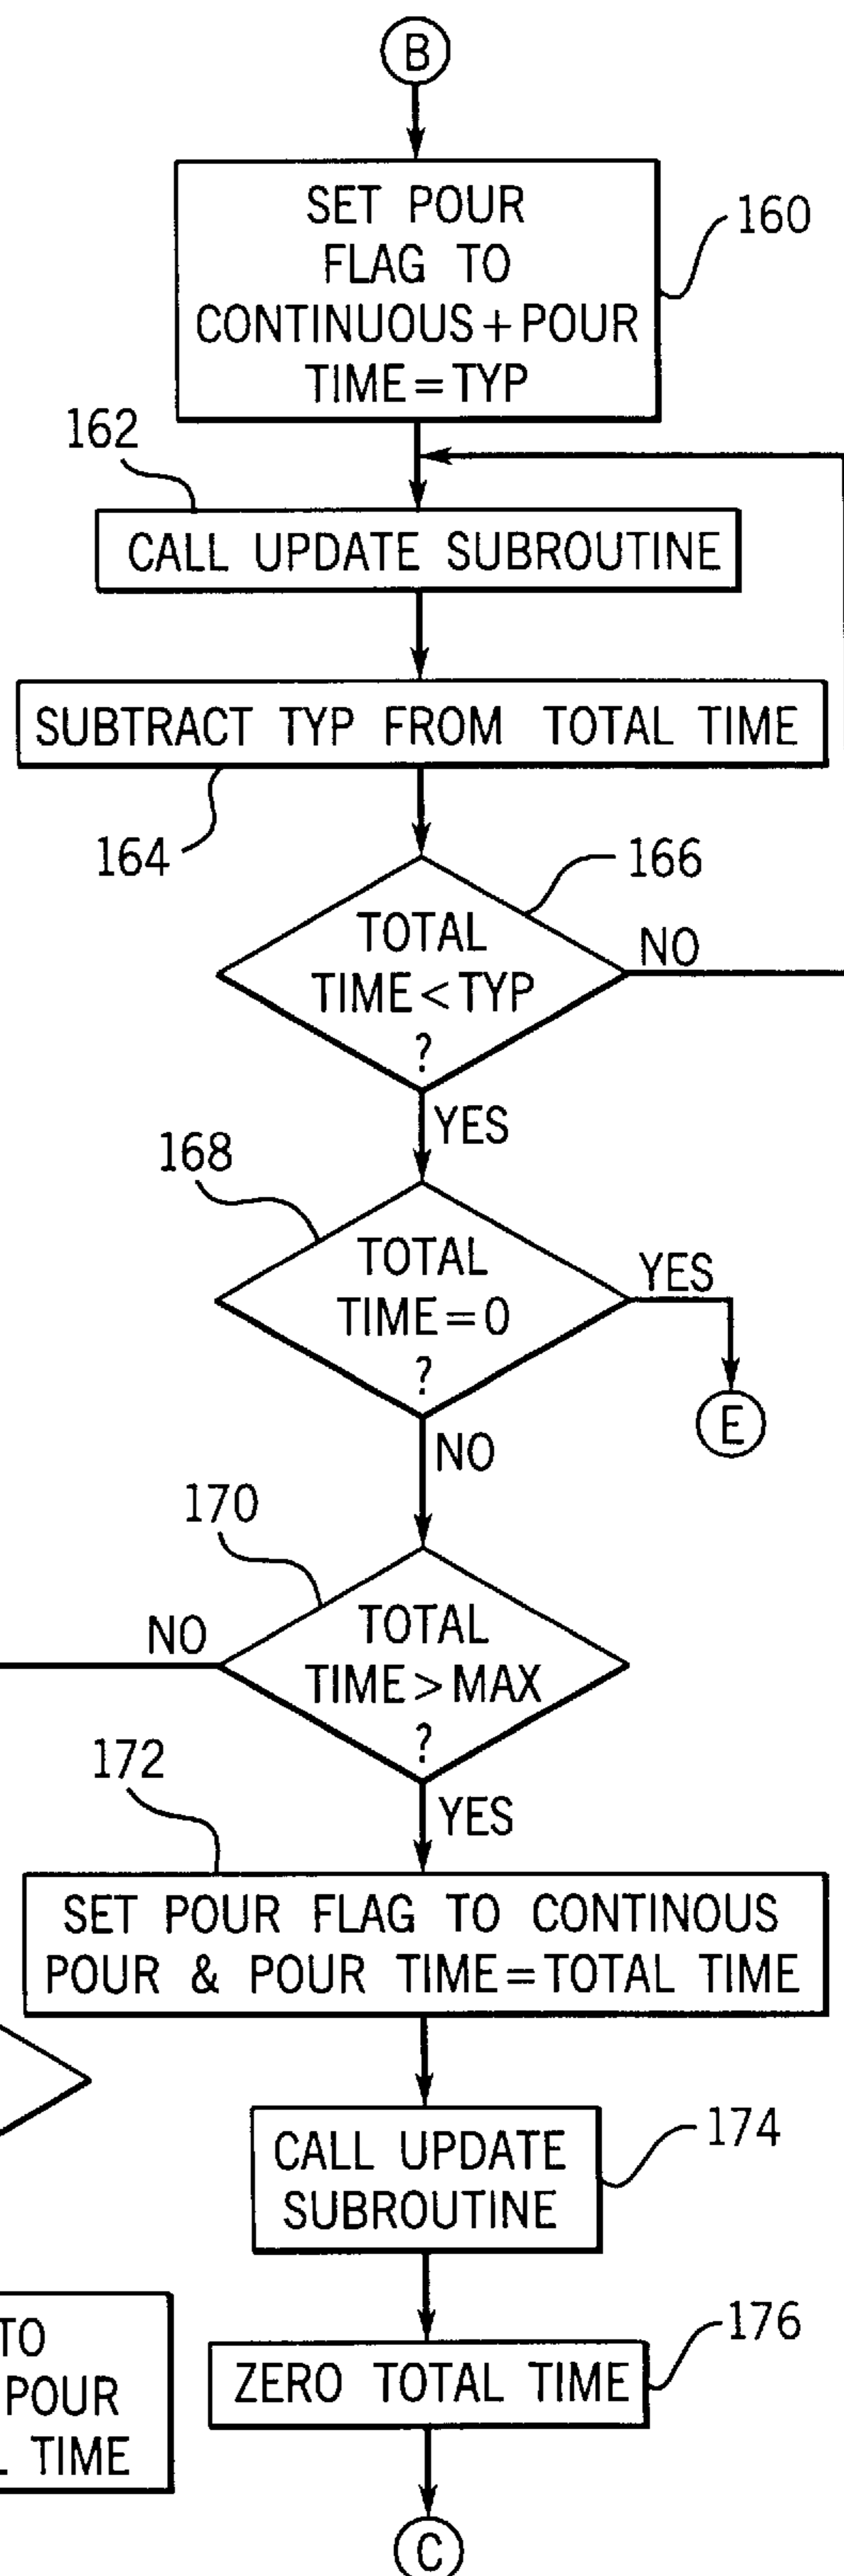 B
SET POUR
FLAG TO
CONTINUOUS+POUR
TIME=TYP
160
162
CALL UPDATE SUBROUTINE
SUBTRACT TYP FROM TOTAL TIME
164
166
TOTAL
TIME<TYP
?
NO
YES
168
TOTAL
TIME=0
?
YES
E
NO
170
TOTAL
TIME>MAX
?
NO
YES
172
SET POUR FLAG TO CONTINOUS
POUR & POUR TIME=TOTAL TIME
CALL UPDATE
SUBROUTINE
174
TO
POUR
TIME
ZERO TOTAL TIME
176
C